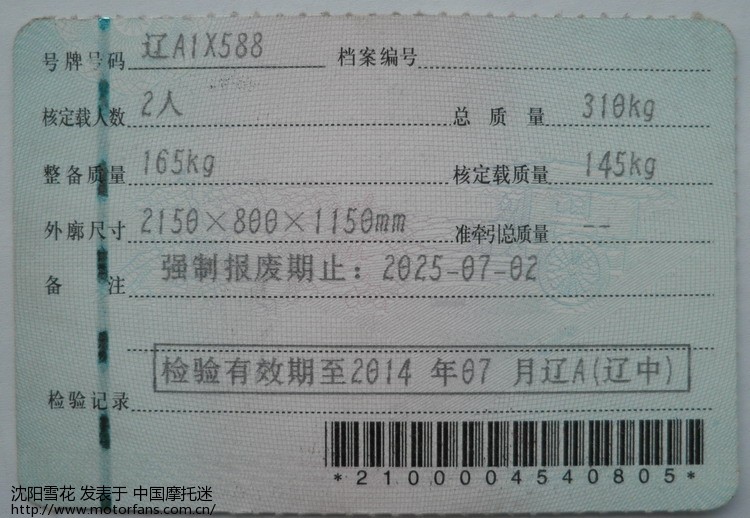 号牌号码 辽A1X588 档案编号
核定载人数 2人 总质量 310kg
整备质量 165kg 核定载质量 145kg
外廓尺寸 2150×800×1150mm 准牵引总质量 --
备注 强制报废期止：2025-07-02
检验有效期至2014 年07 月辽A(辽中)
检验记录
*2100004540805*
沈阳雪花 发表于 中国摩托迷
http://www.motorfans.com.cn/